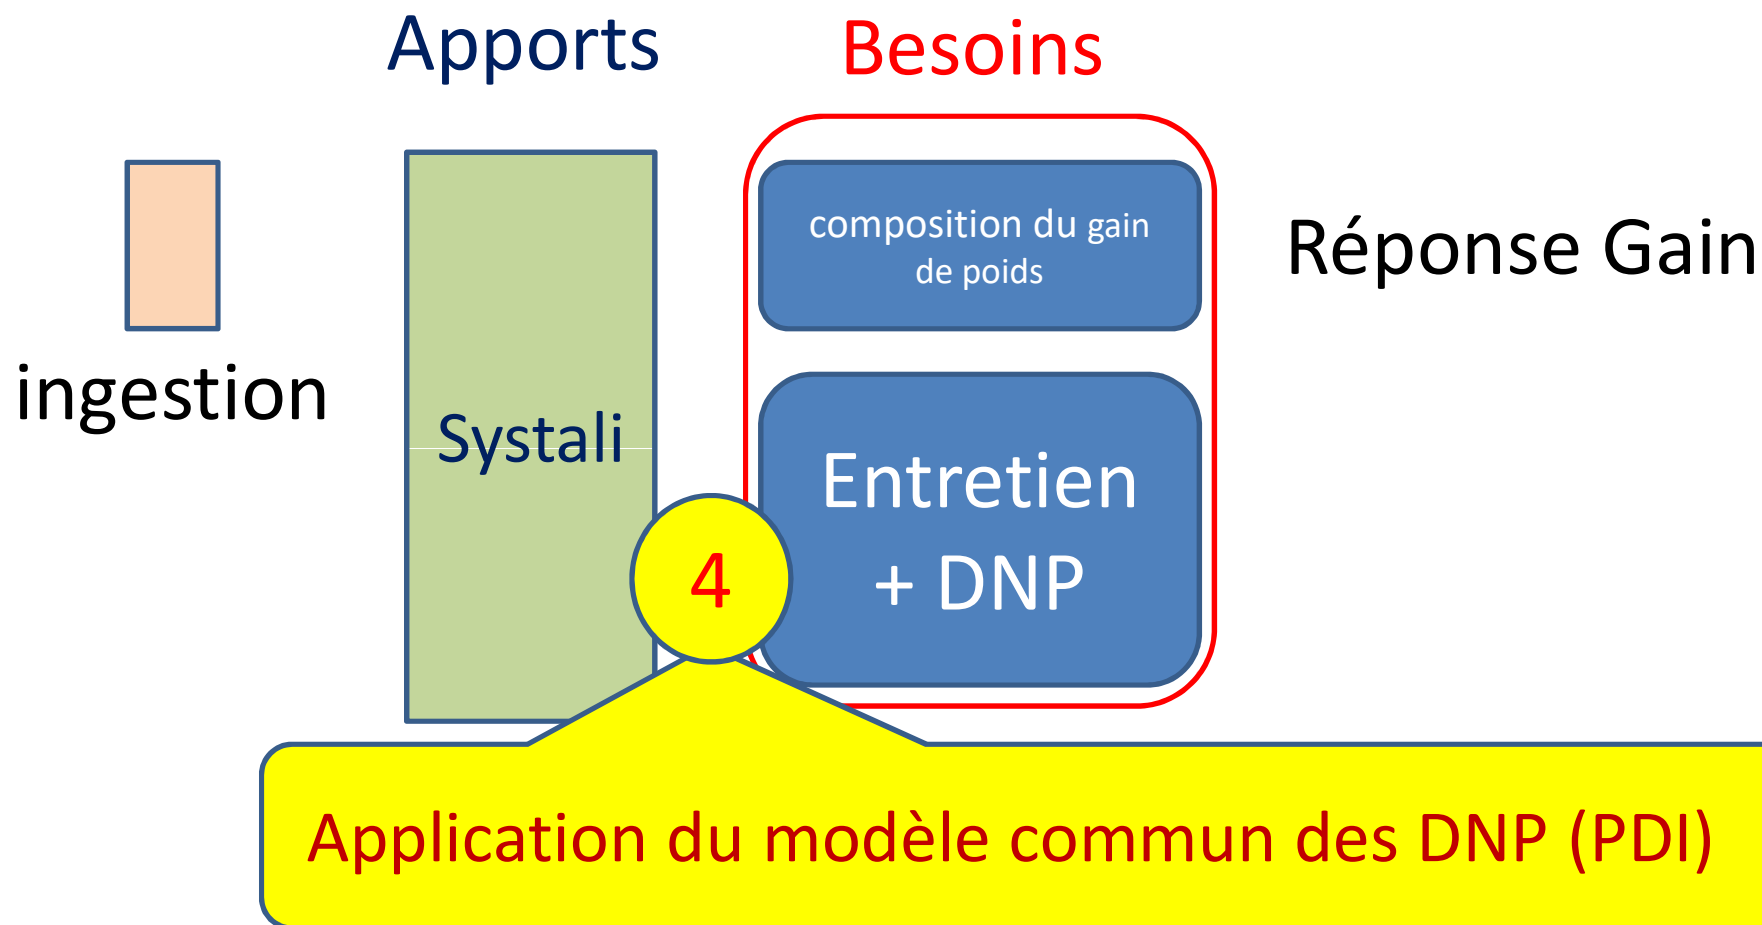 Apports
Besoins
composition du gain
de poids
Réponse Gain
ingestion
Systali
Entretien
+ DNP
4
Application du modèle commun des DNP (PDI)